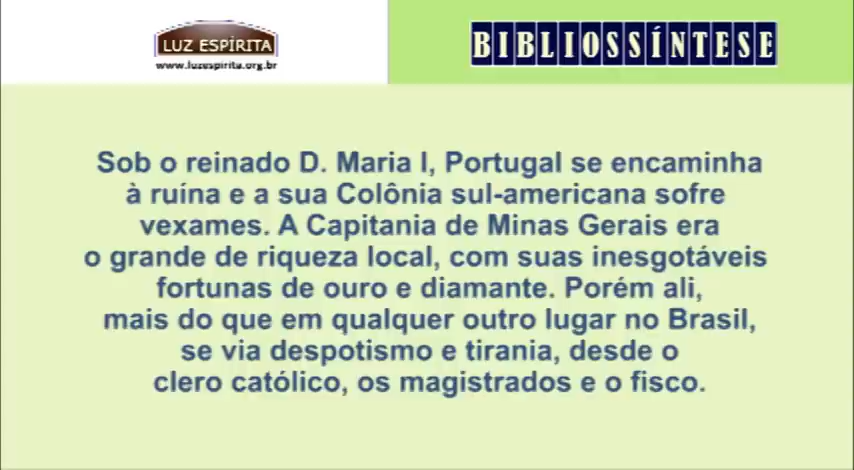 LUZ ESPÍRITA
www.luzespirita.org.br
BIBLIOSSÍNTESE
Sob o reinado D. Maria I, Portugal se encaminha
à ruína e a sua Colônia sul-americana sofre
vexames. A Capitania de Minas Gerais era
o grande de riqueza local, com suas inesgotáveis
fortunas de ouro e diamante. Porém ali,
mais do que em qualquer outro lugar no Brasil,
se via despotismo e tirania, desde o
clero católico, os magistrados e o fisco.